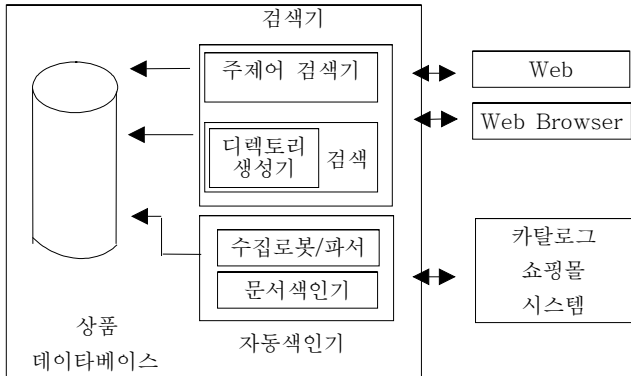 검색기
주제어 검색기
디렉토리
생성기
검색
수집로봇/파서
문서색인기
자동색인기
상품
데이타베이스
Web
Web Browser
카탈로그
쇼핑몰
시스템